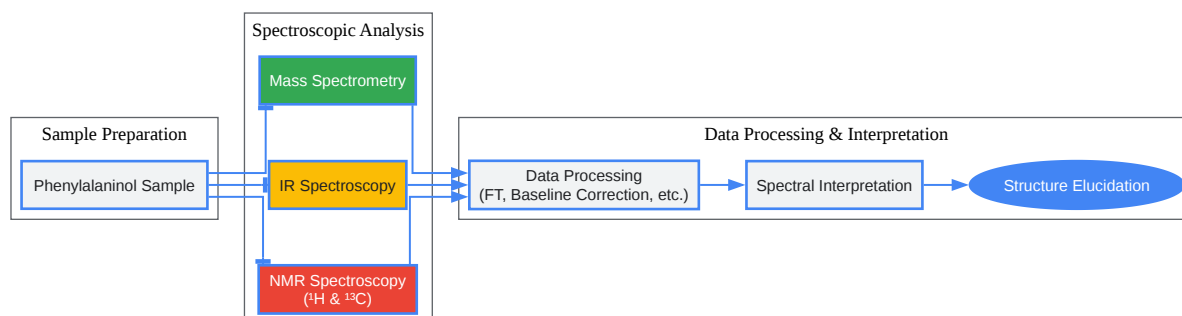 Sample Preparation
Phenylalaninol Sample
Spectroscopic Analysis
Mass Spectrometry
IR Spectroscopy
NMR Spectroscopy
(¹H & ¹³C)
Data Processing & Interpretation
Data Processing
(FT, Baseline Correction, etc.)
Spectral Interpretation
Structure Elucidation